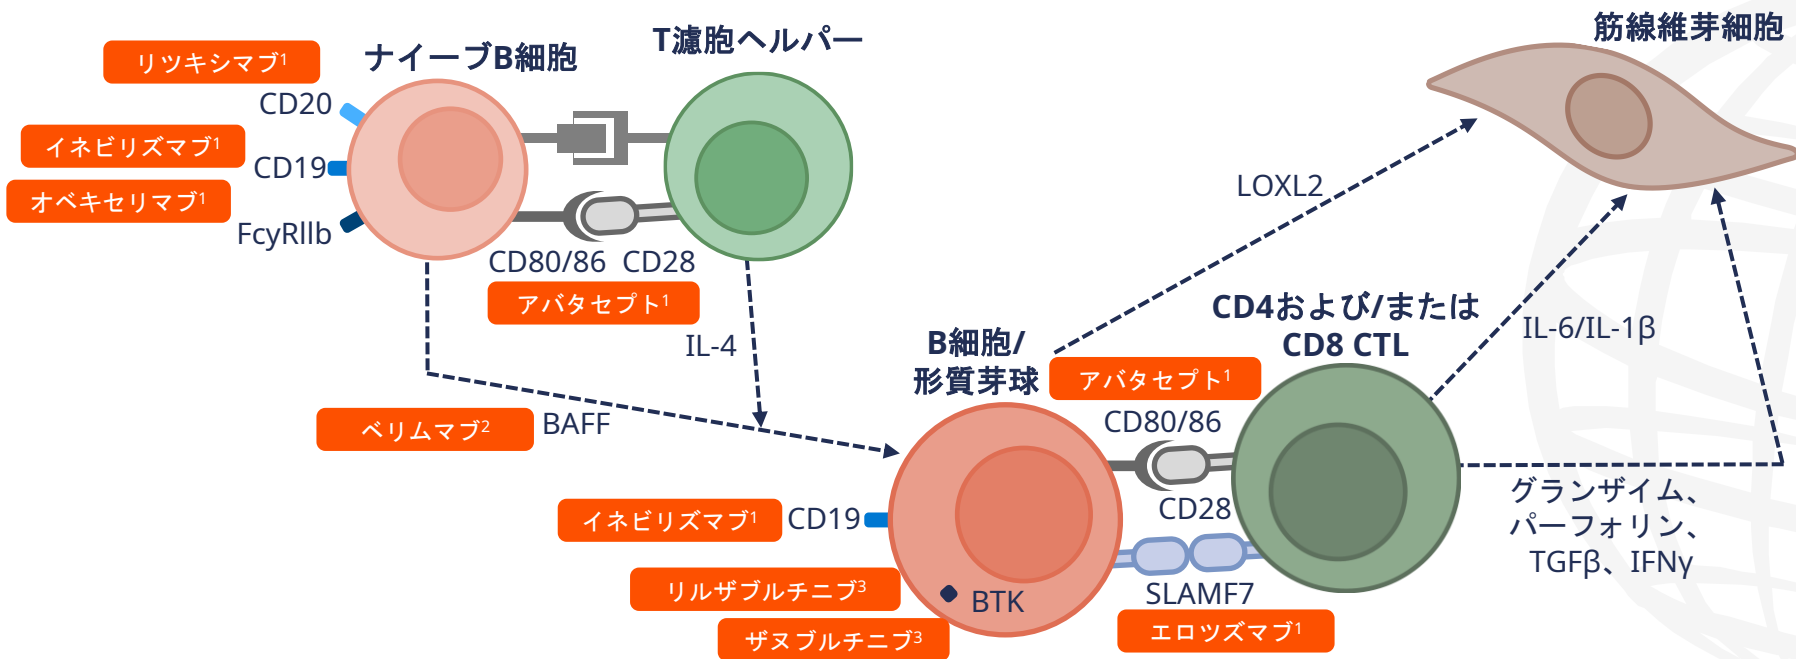 リツキシマブ¹
ナイーブB細胞
T濾胞ヘルパー
筋線維芽細胞
CD20
イネビリズマブ¹
CD19
オベキセリマブ¹
FcyRllb
CD80/86 CD28
アバタセプト¹
LOXL2
IL-4
CD4および/または
CD8 CTL
IL-6/IL-1β
B細胞/
形質芽球
アバタセプト¹
CD80/86
ベリムマブ²
BAFF
CD28
グランザイム、
パーフォリン、
TGFβ、IFNγ
イネビリズマブ¹
CD19
リルザブルチニブ³
BTK
SLAMF7
ザヌブルチニブ³
エロツズマブ¹